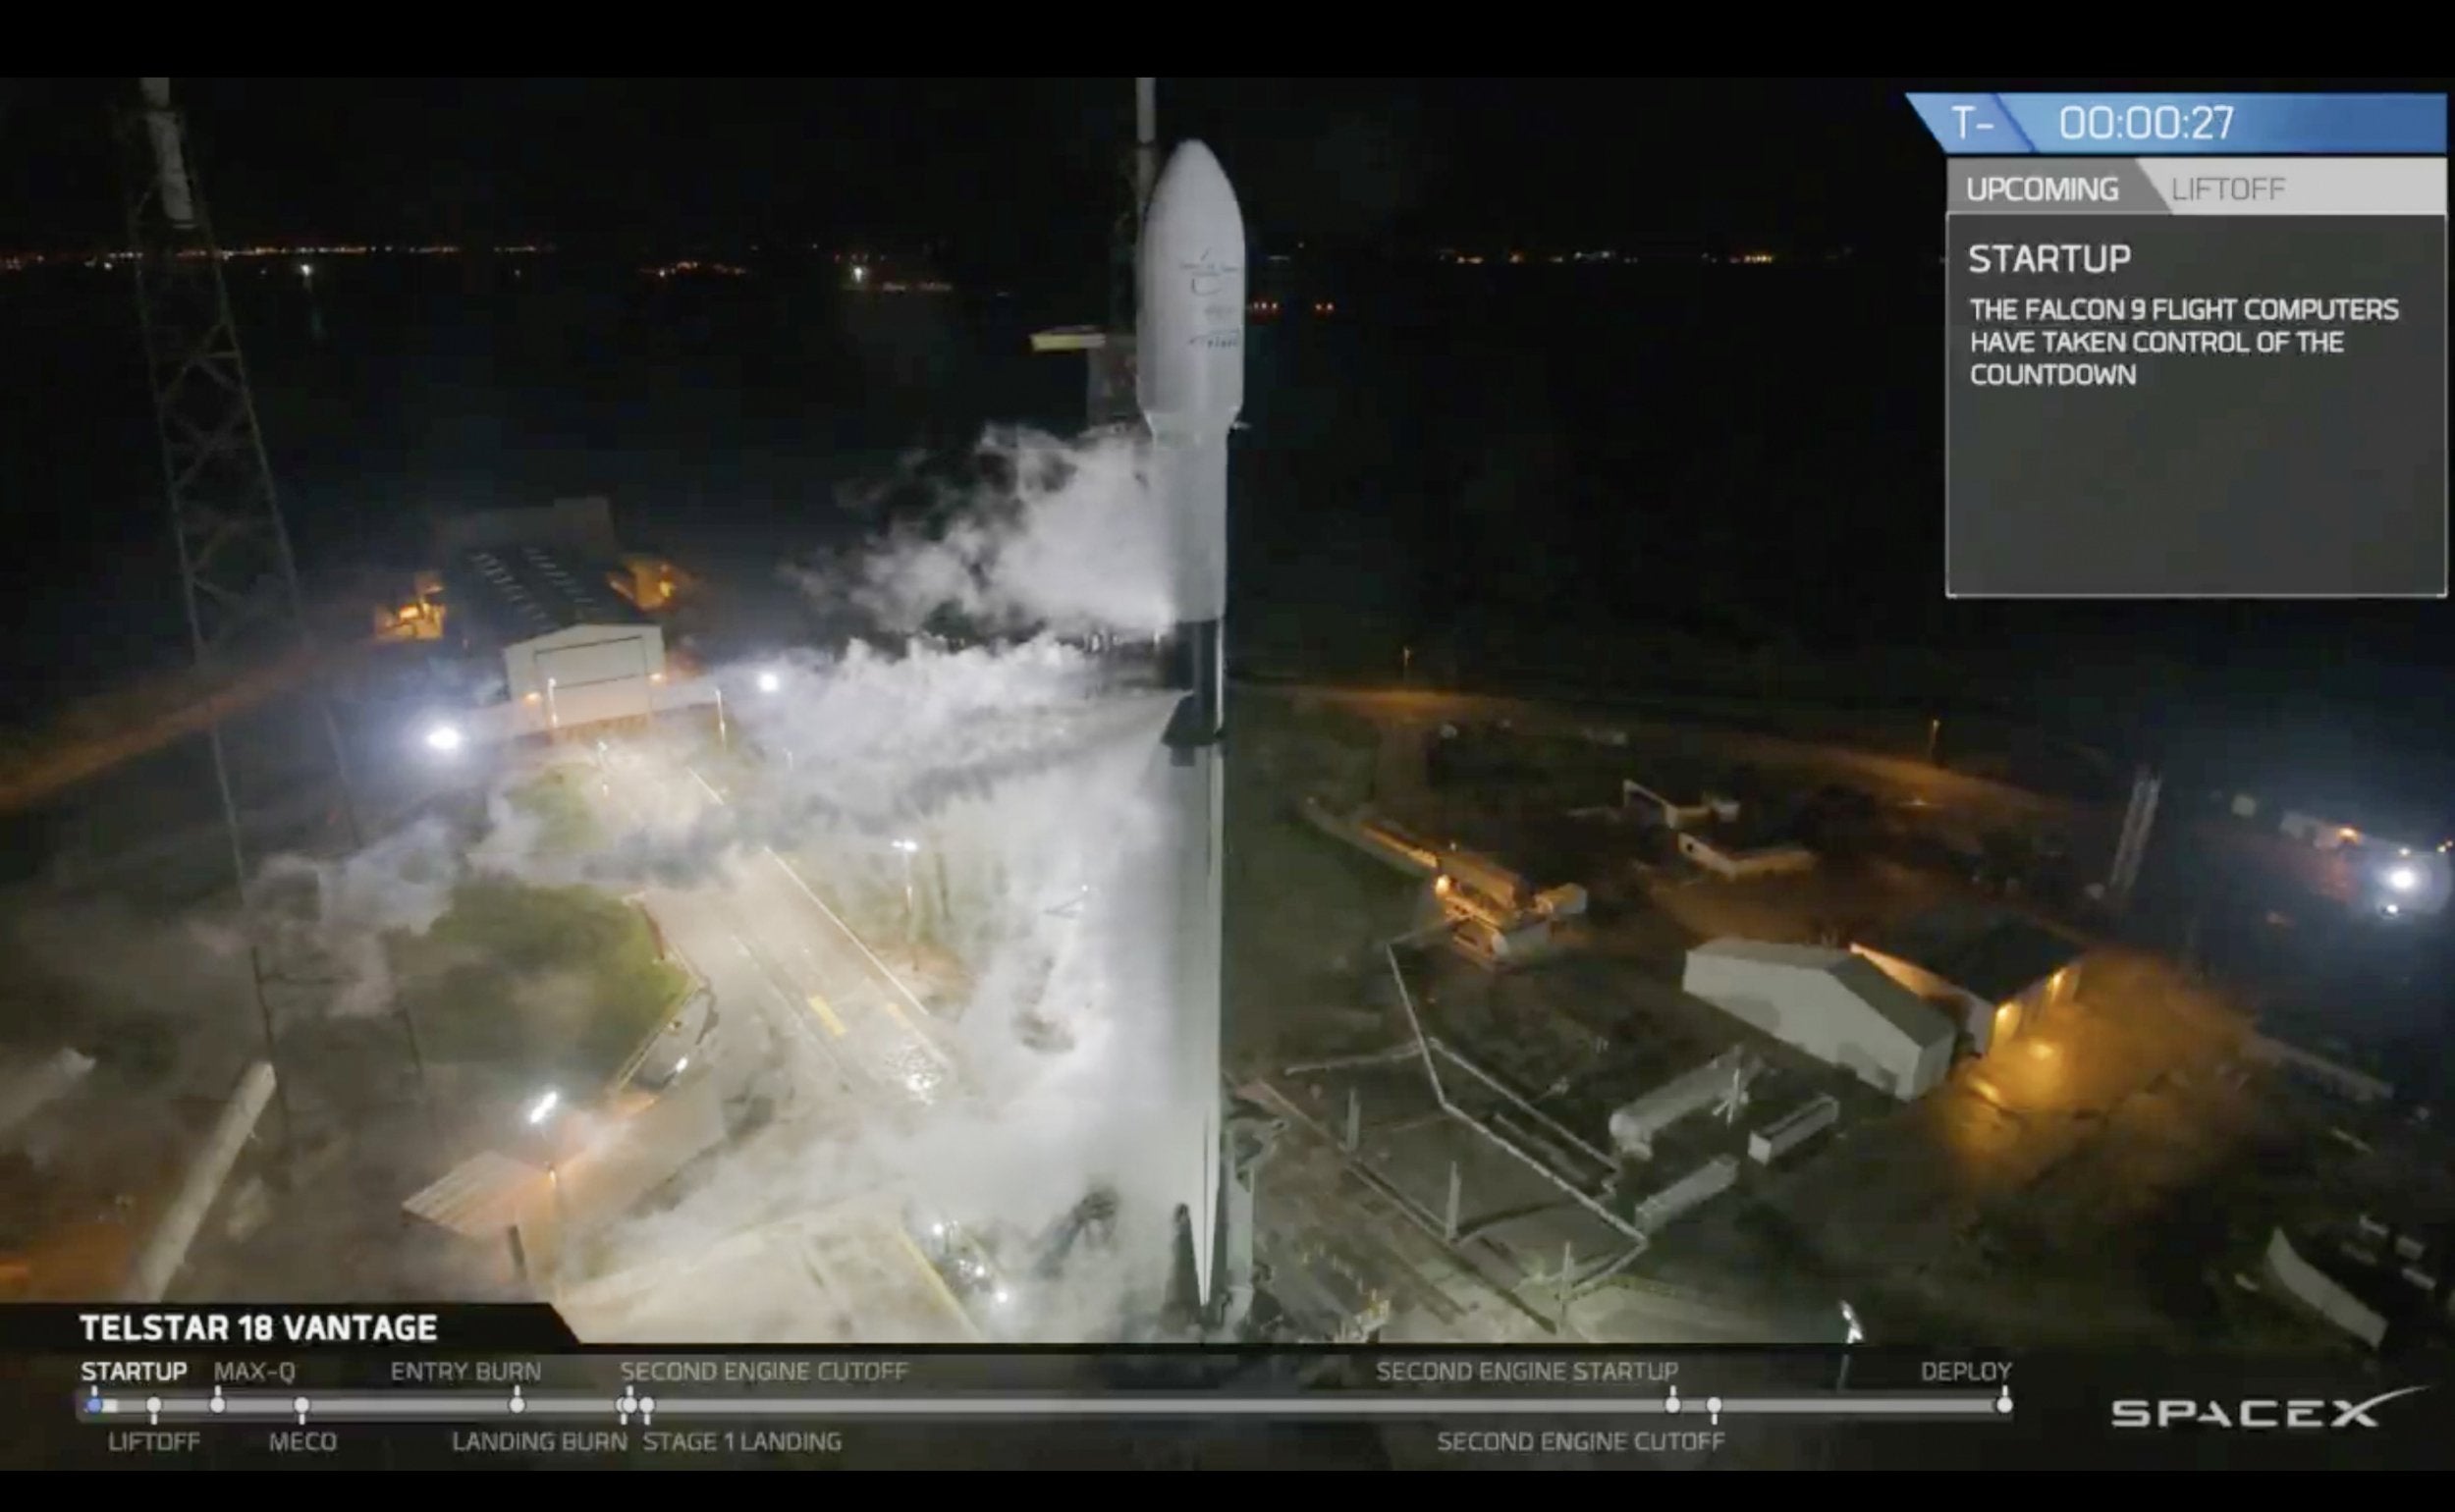 T- 00:00:27
UPCOMING LIFTOFF
STARTUP
THE FALCON 9 FLIGHT COMPUTERS
HAVE TAKEN CONTROL OF THE
COUNTDOWN
TELSTAR 18 VANTAGE
STARTUP MAX-Q ENTRY BURN SECOND ENGINE CUTOFF SECOND ENGINE STARTUP DEPLOY
LIFTOFF MECO LANDING BURN STAGE 1 LANDING SECOND ENGINE CUTOFF
SPACEX